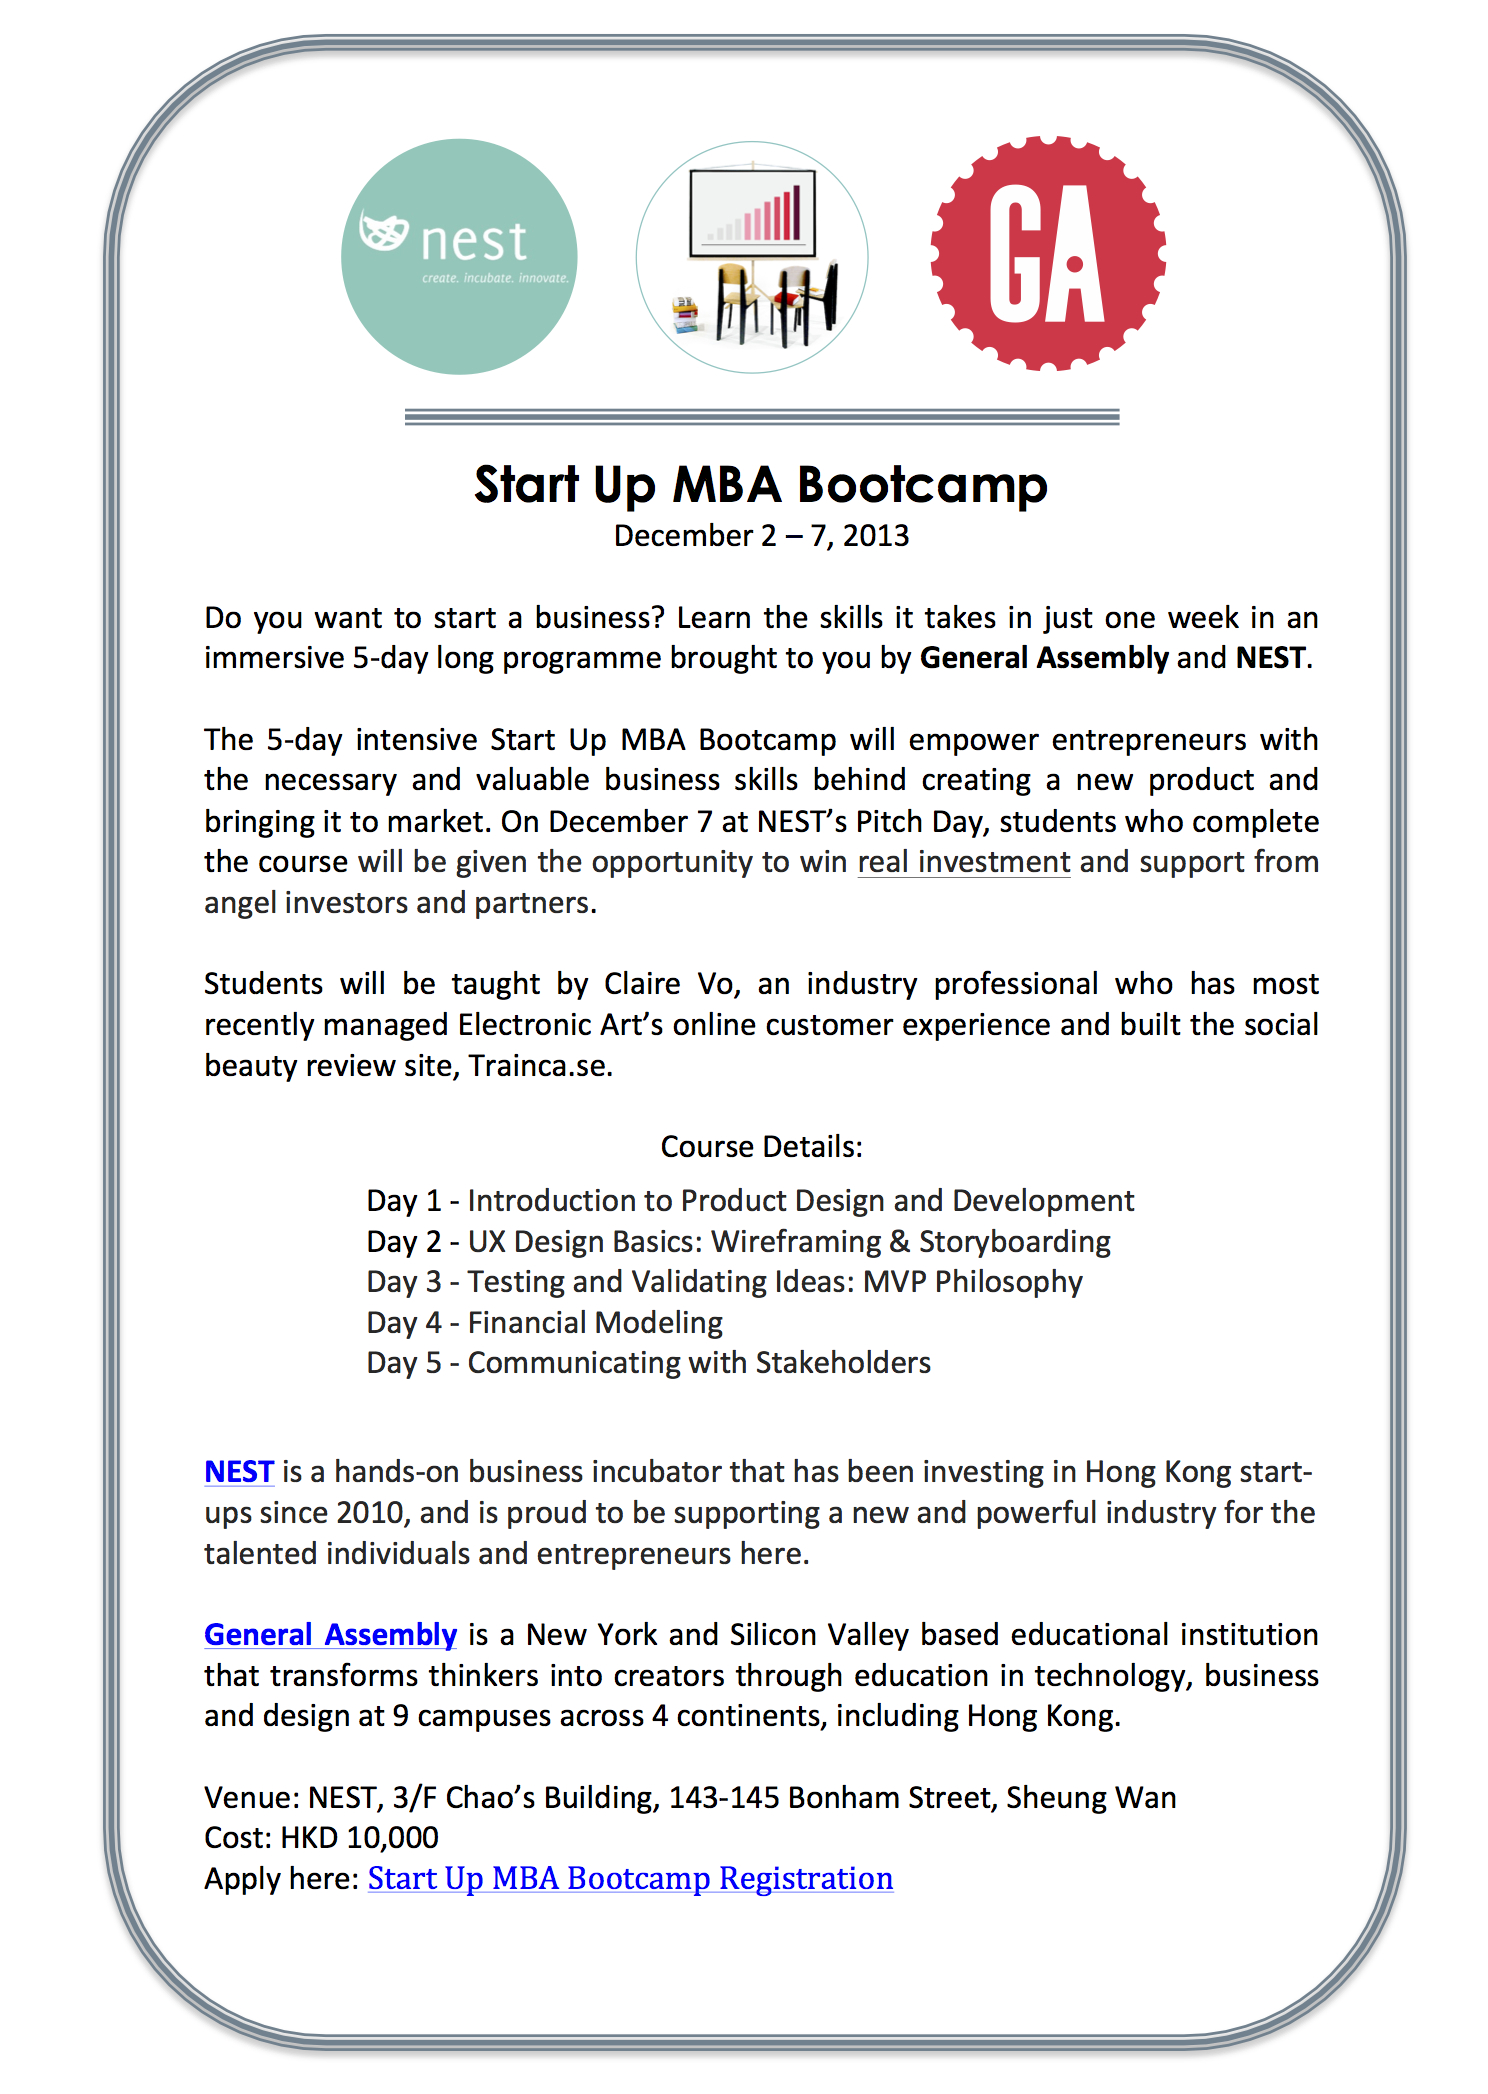 nest
create. incubate. innovate.
GA
Start Up MBA Bootcamp
December 2 – 7, 2013
Do you want to start a business? Learn the skills it takes in just one week in an
immersive 5-day long programme brought to you by General Assembly and NEST.
The 5-day intensive Start Up MBA Bootcamp will empower entrepreneurs with
the necessary and valuable business skills behind creating a new product and
bringing it to market. On December 7 at NEST’s Pitch Day, students who complete
the course will be given the opportunity to win real investment and support from
angel investors and partners.
Students will be taught by Claire Vo, an industry professional who has most
recently managed Electronic Art’s online customer experience and built the social
beauty review site, Trainca.se.
Course Details:
Day 1 - Introduction to Product Design and Development
Day 2 - UX Design Basics: Wireframing & Storyboarding
Day 3 - Testing and Validating Ideas: MVP Philosophy
Day 4 - Financial Modeling
Day 5 - Communicating with Stakeholders
NEST is a hands-on business incubator that has been investing in Hong Kong start-
ups since 2010, and is proud to be supporting a new and powerful industry for the
talented individuals and entrepreneurs here.
General Assembly is a New York and Silicon Valley based educational institution
that transforms thinkers into creators through education in technology, business
and design at 9 campuses across 4 continents, including Hong Kong.
Venue: NEST, 3/F Chao’s Building, 143-145 Bonham Street, Sheung Wan
Cost: HKD 10,000
Apply here: Start Up MBA Bootcamp Registration